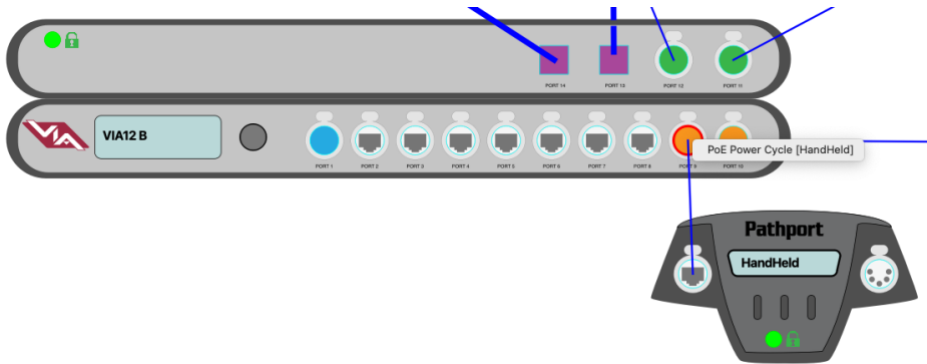 PORT 14 PORT 13 PORT 12 PORT 11
VIA
VIA12 B
PORT 1 PORT 2 PORT 3 PORT 4 PORT 5 PORT 6 PORT 7 PORT 8 PORT 9 PORT 10
PoE Power Cycle [HandHeld]
Pathport
HandHeld